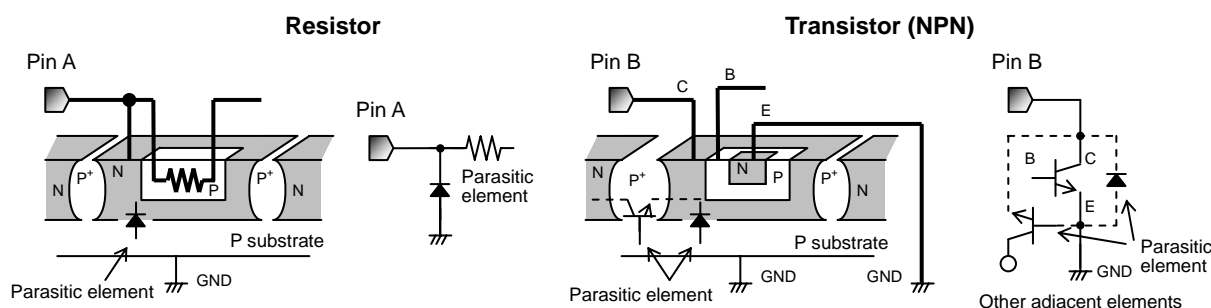 Resistor
Transistor (NPN)
Pin A
Pin A
Pin B
Pin B
C
B
E
N
P+
N
P
P+
N
Parasitic
element
N
P+
N
P
P+
N
B
C
E
P substrate
GND
Parasitic element
P substrate
GND
GND
Parasitic element
GND
Parasitic
element
Other adjacent elements